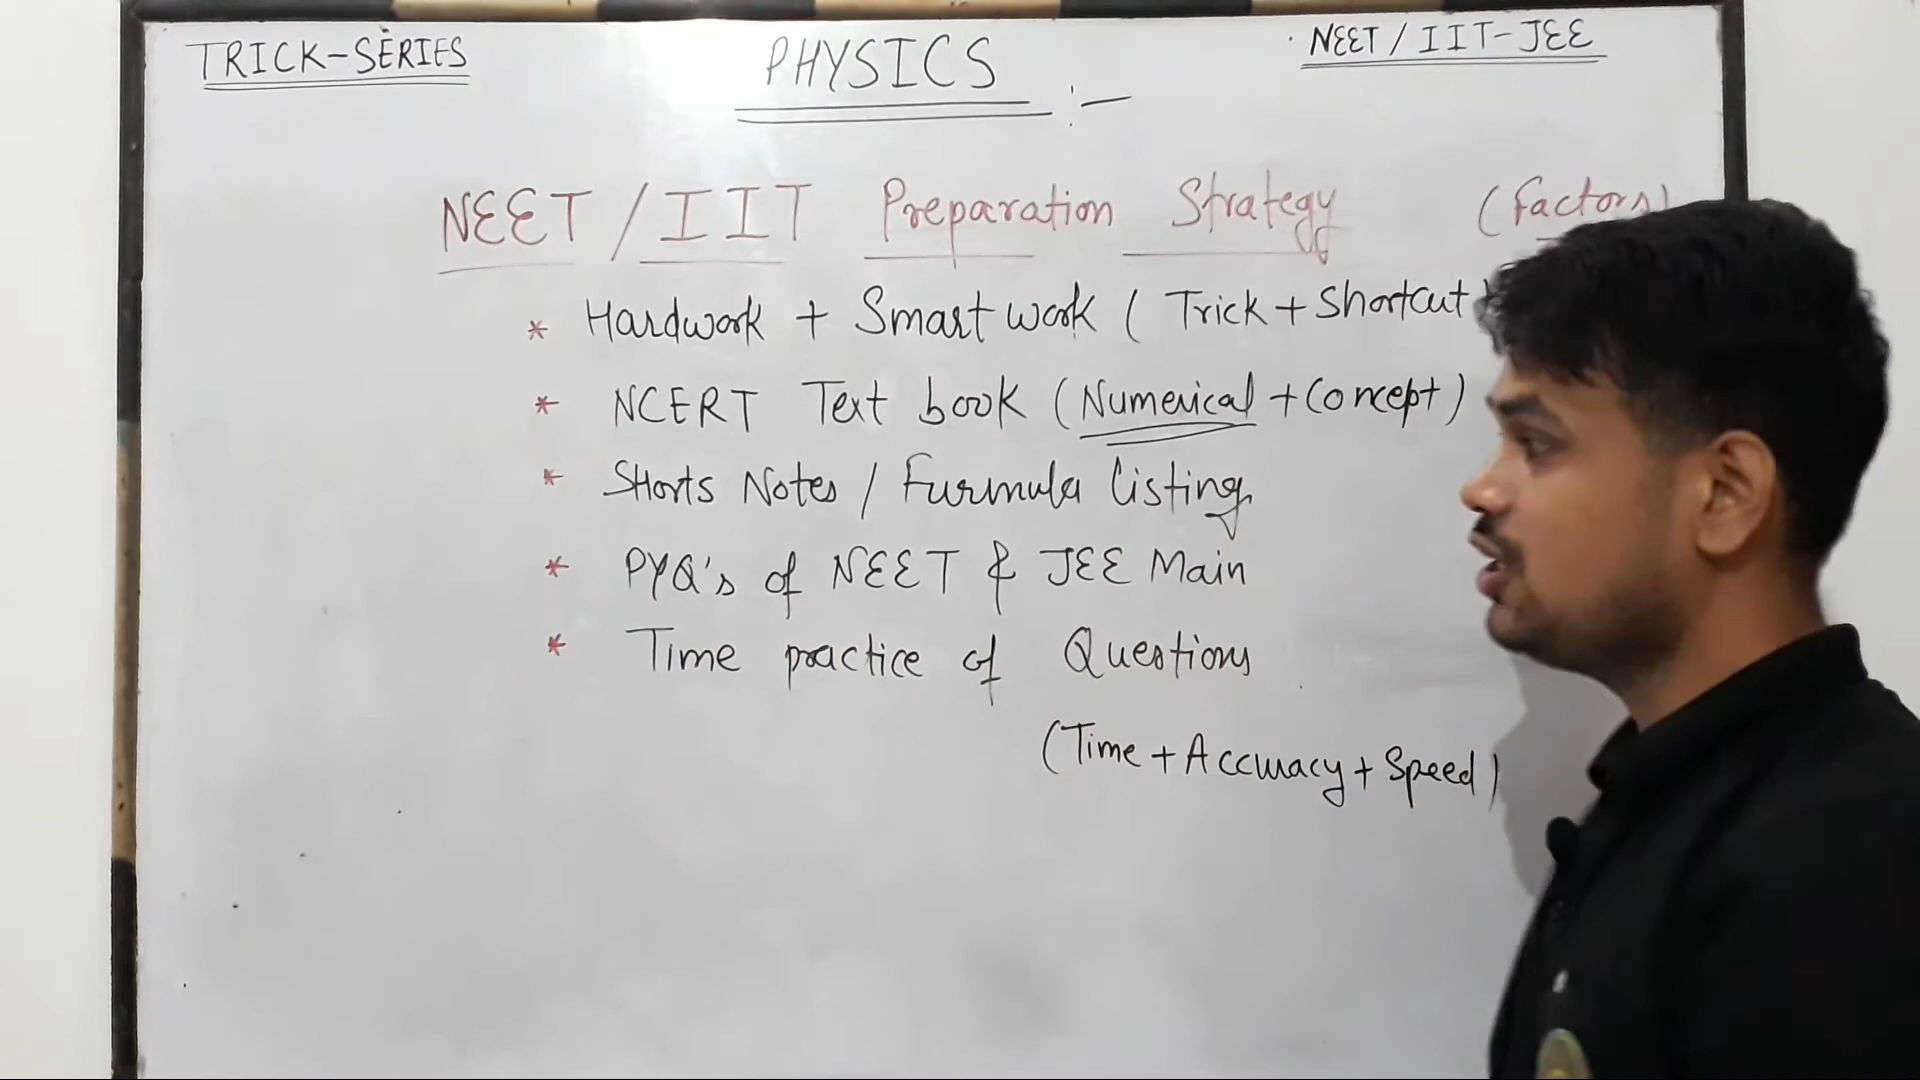 TRICK-SERIES
PHYSICS :-
NEET / IIT-JEE
NEET / IIT Preparation Strategy (Factors)
* Hardwork + Smart work ( Trick + Shortcut
* NCERT Text book (Numerical + Concept)
* Shorts Notes / Furmula listing
* PYQ's of NEET & JEE Main
* Time practice of Questions
(Time + Accuracy + Speed)